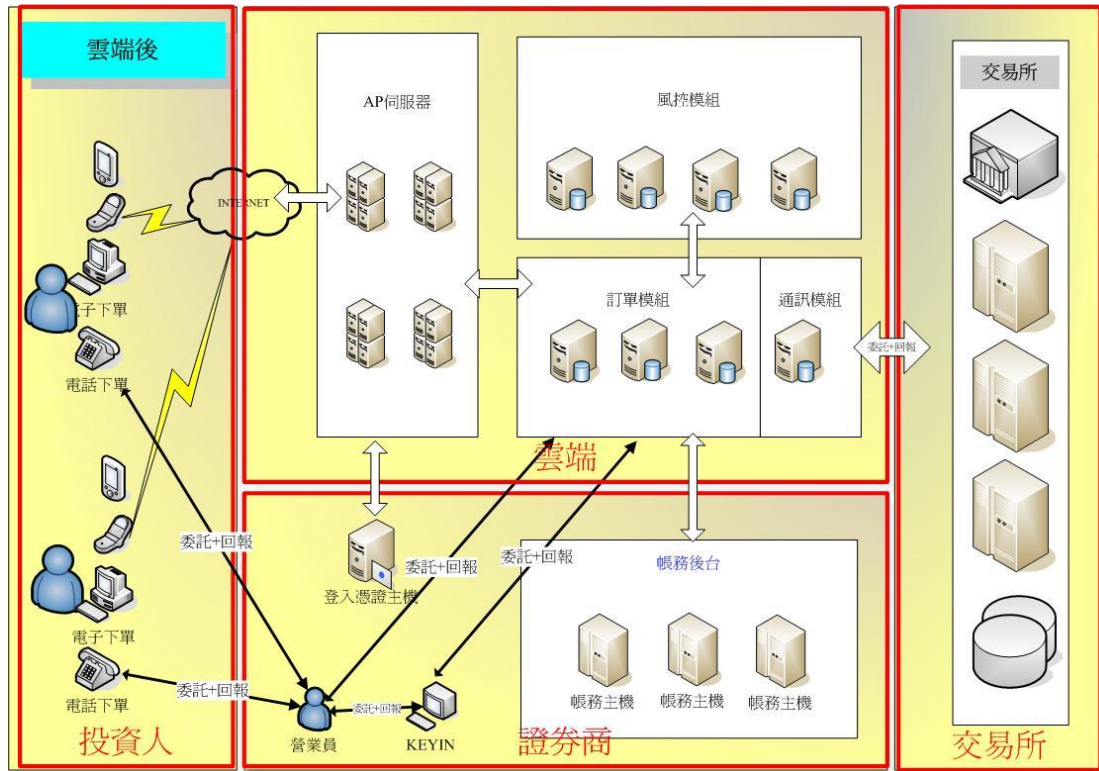 雲端後
電子下單
電話下單
電子下單
電話下單
投資人
INTERNET
AP伺服器
風控模組
訂單模組
通訊模組
委託+回報
雲端
委託+回報
委託+回報
委託+回報
委託+回報
委託+回報
登入憑證主機
營業員
KEYIN
帳務後台
帳務主機
帳務主機
帳務主機
證券商
交易所
交易所